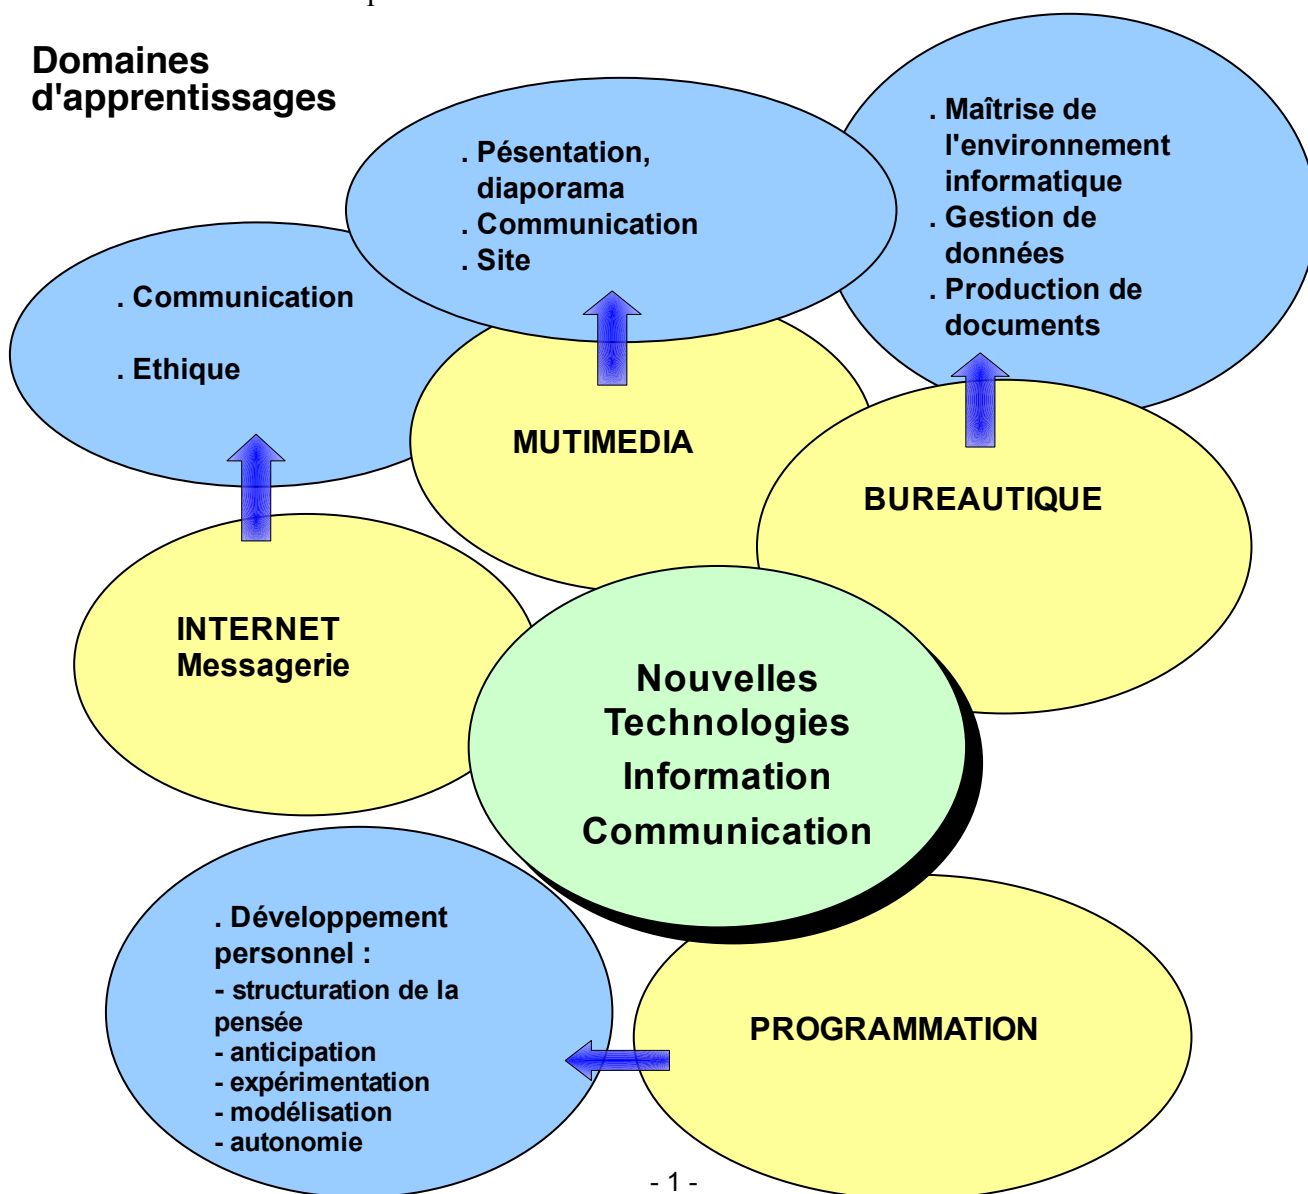 Domaines
d'apprentissages
. Maîtrise de
l'environnement
informatique
. Gestion de
données
. Production de
documents
. Pésentation,
diaporama
. Communication
. Site
. Communication
. Ethique
MUTIMEDIA
BUREAUTIQUE
INTERNET
Messagerie
Nouvelles
Technologies
Information
Communication
. Développement
personnel :
- structuration de la
pensée
- anticipation
- expérimentation
- modélisation
- autonomie
PROGRAMMATION
- 1 -